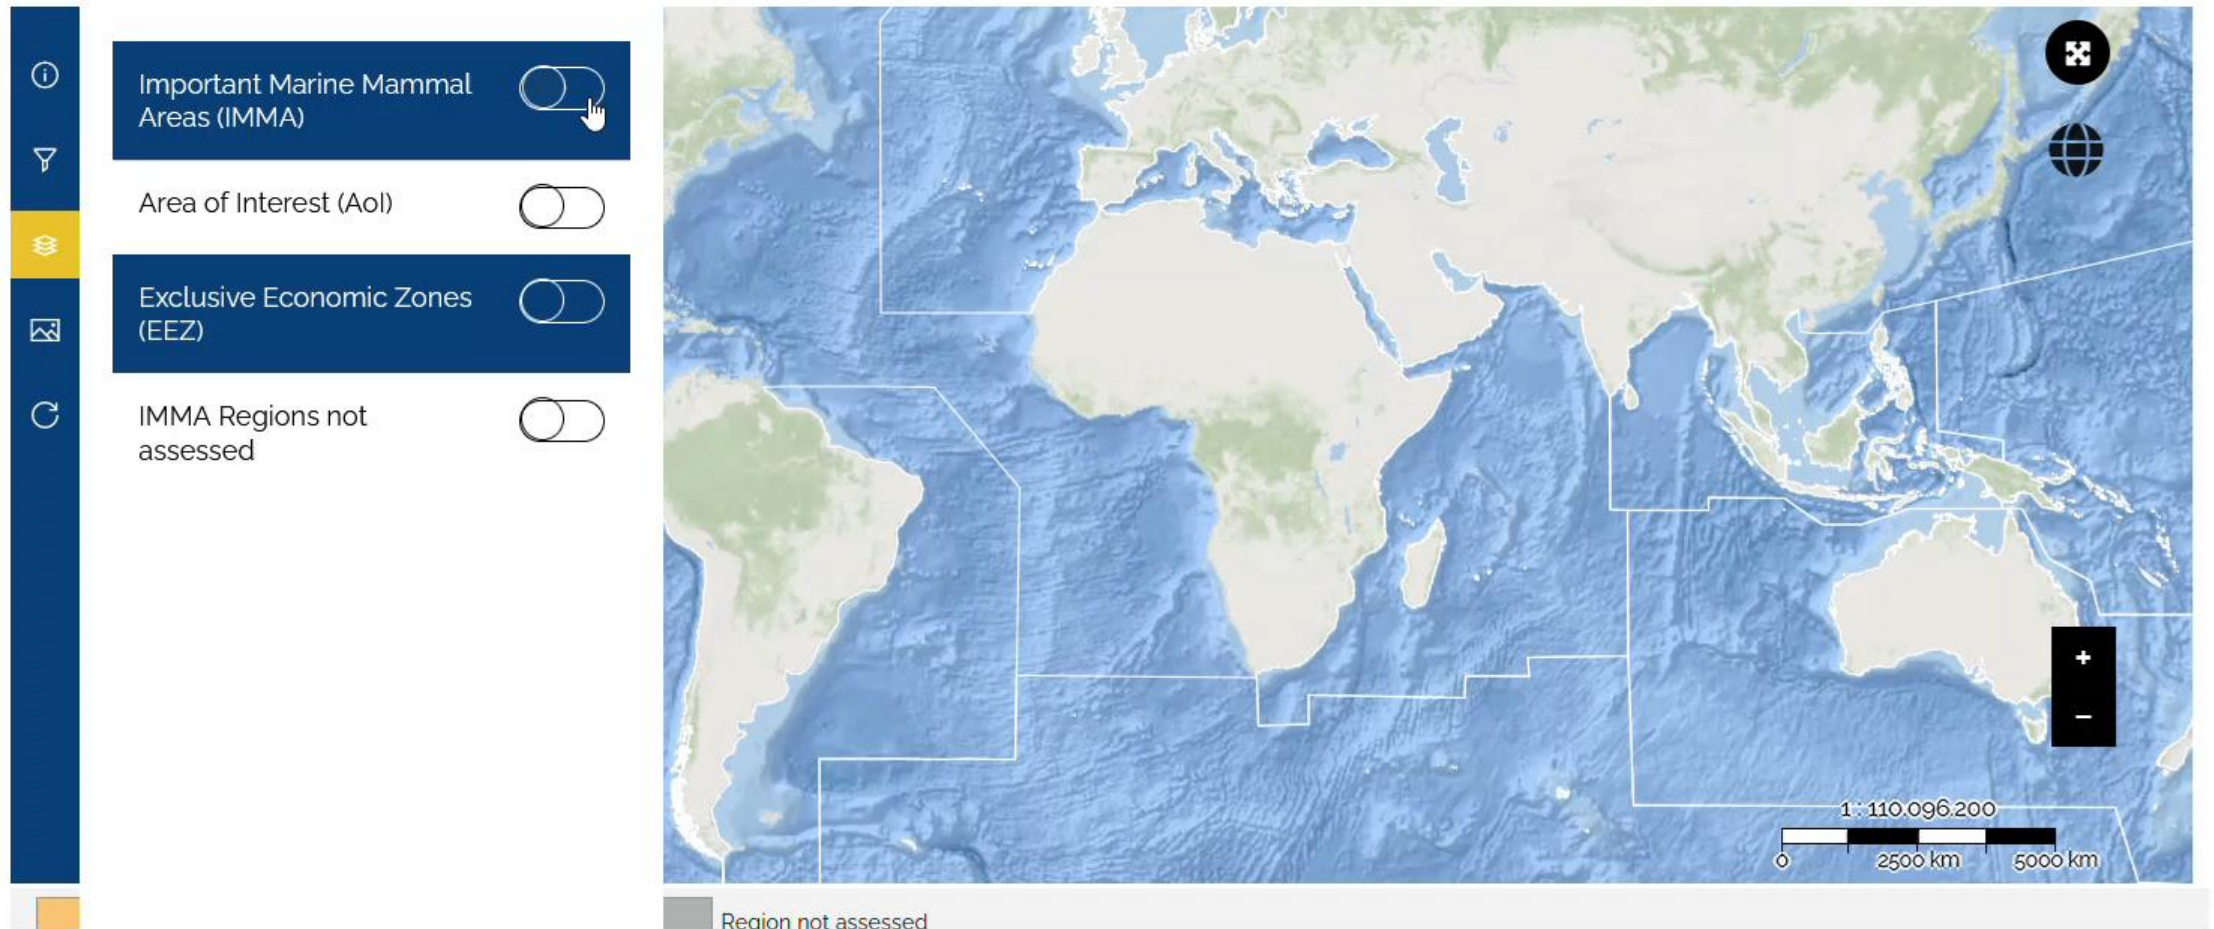 Important Marine Mammal
Areas (IMMA)
Area of Interest (AoI)
Exclusive Economic Zones
(EEZ)
IMMA Regions not
assessed
+
−
1 : 110.096.200
0 2500 km 5000 km
Region not assessed